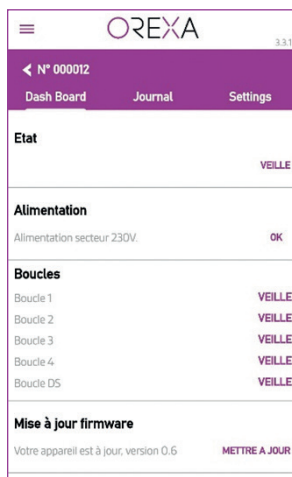 OREXA
3.3.1
N° 000012
Dash Board Journal Settings
Etat
VEILLE
Alimentation
Alimentation secteur 230V. OK
Boucles
Boucle 1 VEILLE
Boucle 2 VEILLE
Boucle 3 VEILLE
Boucle 4 VEILLE
Boucle DS VEILLE
Mise à jour firmware
Votre appareil est à jour, version 0.6 METTRE A JOUR